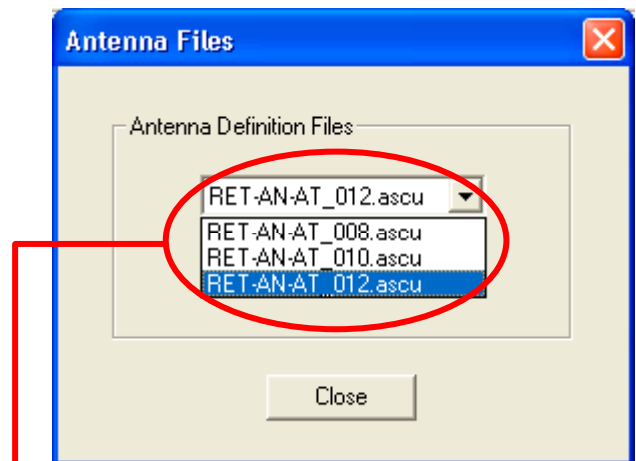 Antenna Files
Antenna Definition Files
RET-AN-AT_012.ascu
RET-AN-AT_008.ascu
RET-AN-AT_010.ascu
RET-AN-AT_012.ascu
Close